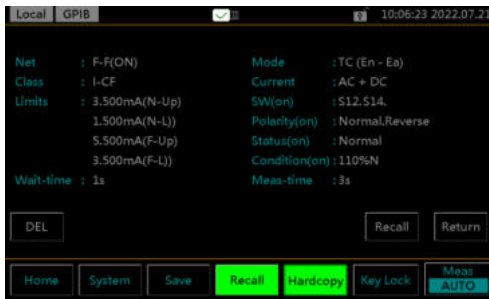 Local GPIB 10:06:23 2022.07.21
Net : F-F(ON) Mode :TC (En - Ea)
Class : I-CF Current :AC + DC
Limits : 3.500mA(N-Up) SW(on) :S12.S14.
1.500mA(N-L)) Polarity(on) :Normal.Reverse
5.500mA(F-Up) Status(on) :Normal
3.500mA(F-L)) Condition(on):110%N
Wait-time : 1s Meas-time :3s
DEL Recall Return
Home System Save Recall Hardcopy Key Lock Meas
AUTO